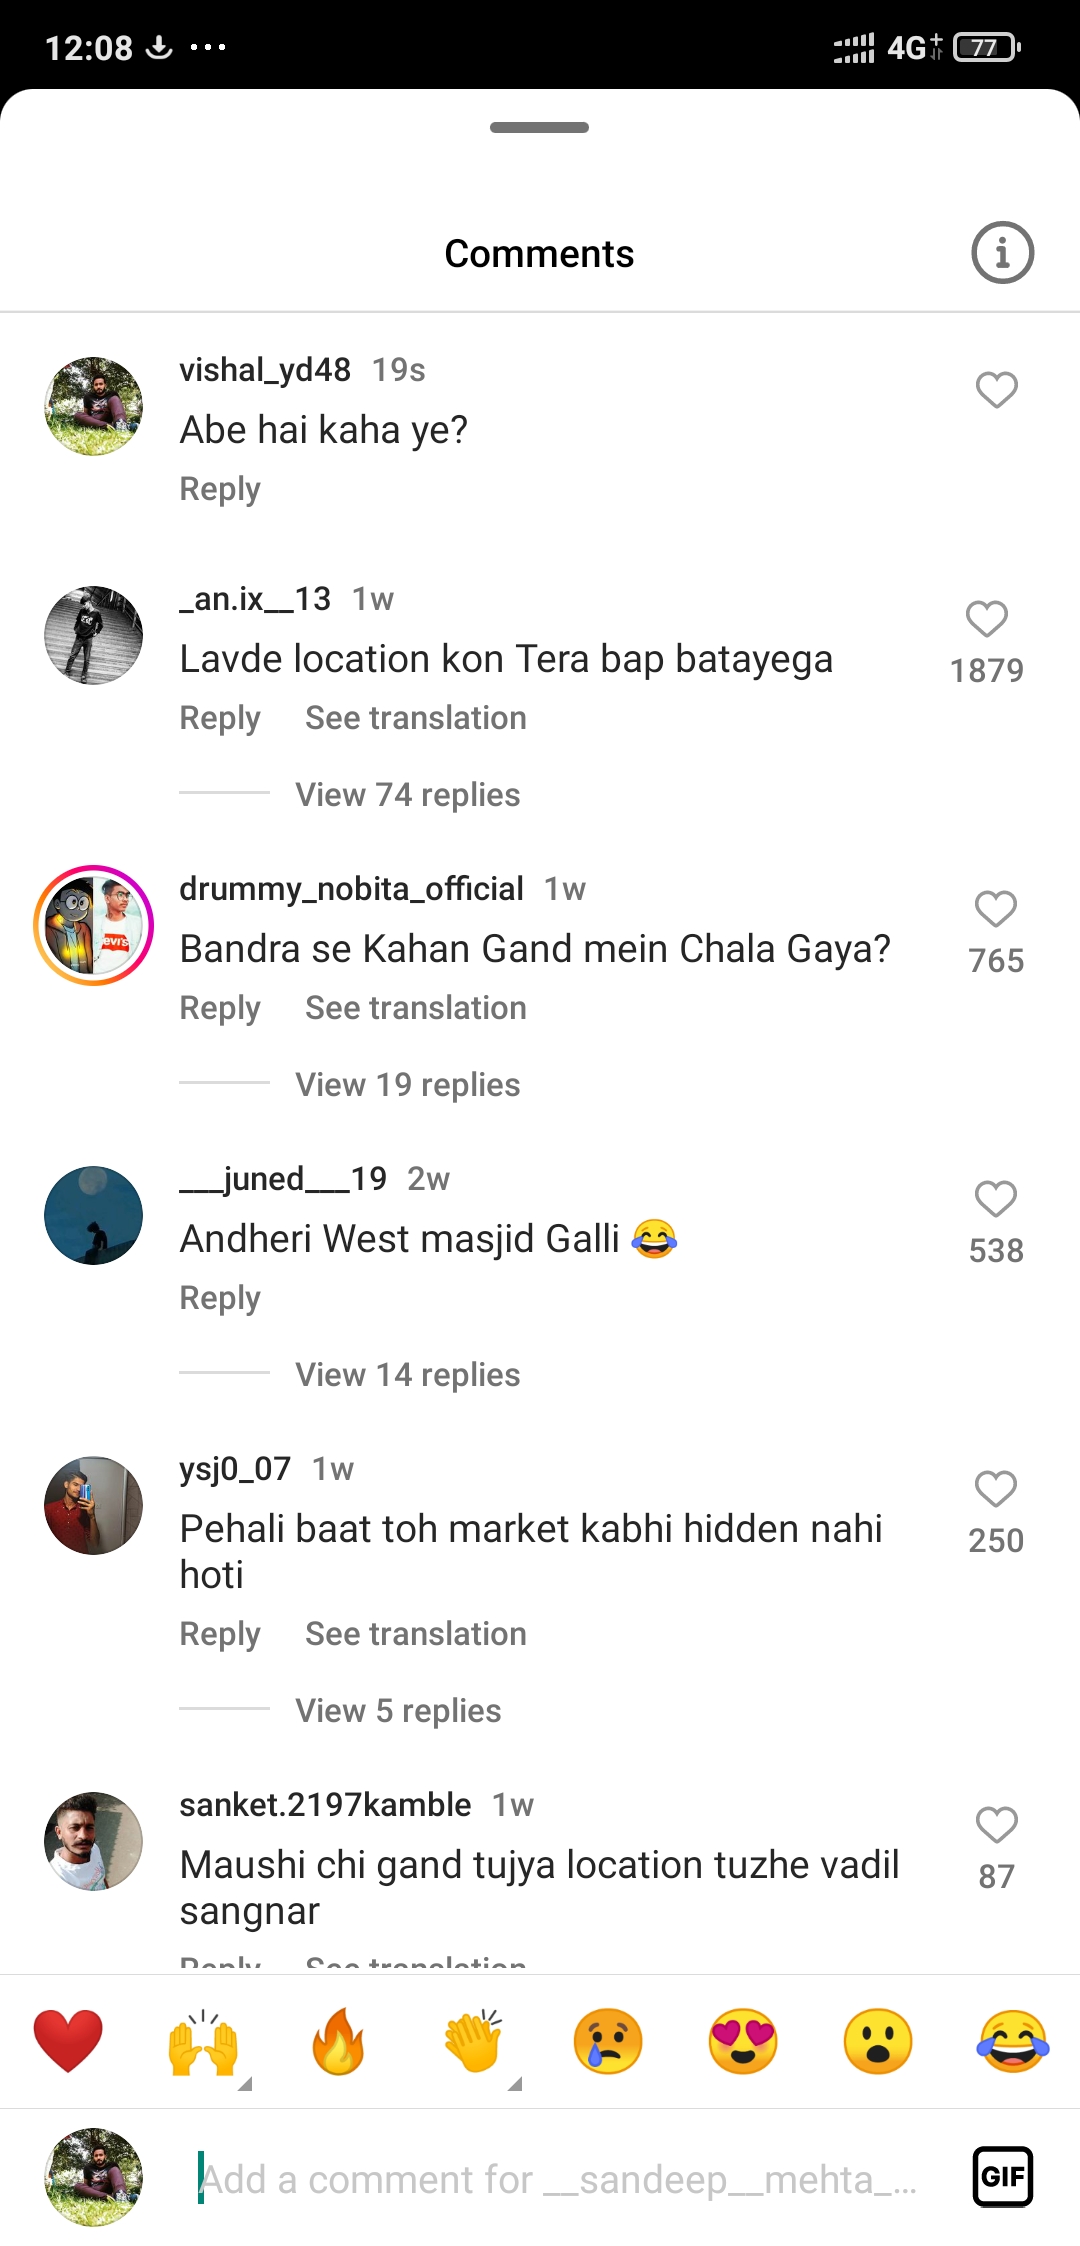 12:08
4G+ 77
Comments
vishal_yd48 19s
Abe hai kaha ye?
Reply
_an.ix__13 1w
Lavde location kon Tera bap batayega
1879
Reply See translation
View 74 replies
drummy_nobita_official 1w
Bandra se Kahan Gand mein Chala Gaya?
765
Reply See translation
View 19 replies
___juned___19 2w
Andheri West masjid Galli 😂
538
Reply
View 14 replies
ysj0_07 1w
Pehali baat toh market kabhi hidden nahi
hoti
250
Reply See translation
View 5 replies
sanket.2197kamble 1w
Maushi chi gand tujya location tuzhe vadil
sangnar
87
Reply See translation
❤️ 🙌 🔥 👏 😢 😍 😮 😂
Add a comment for __sandeep__mehta_...
GIF